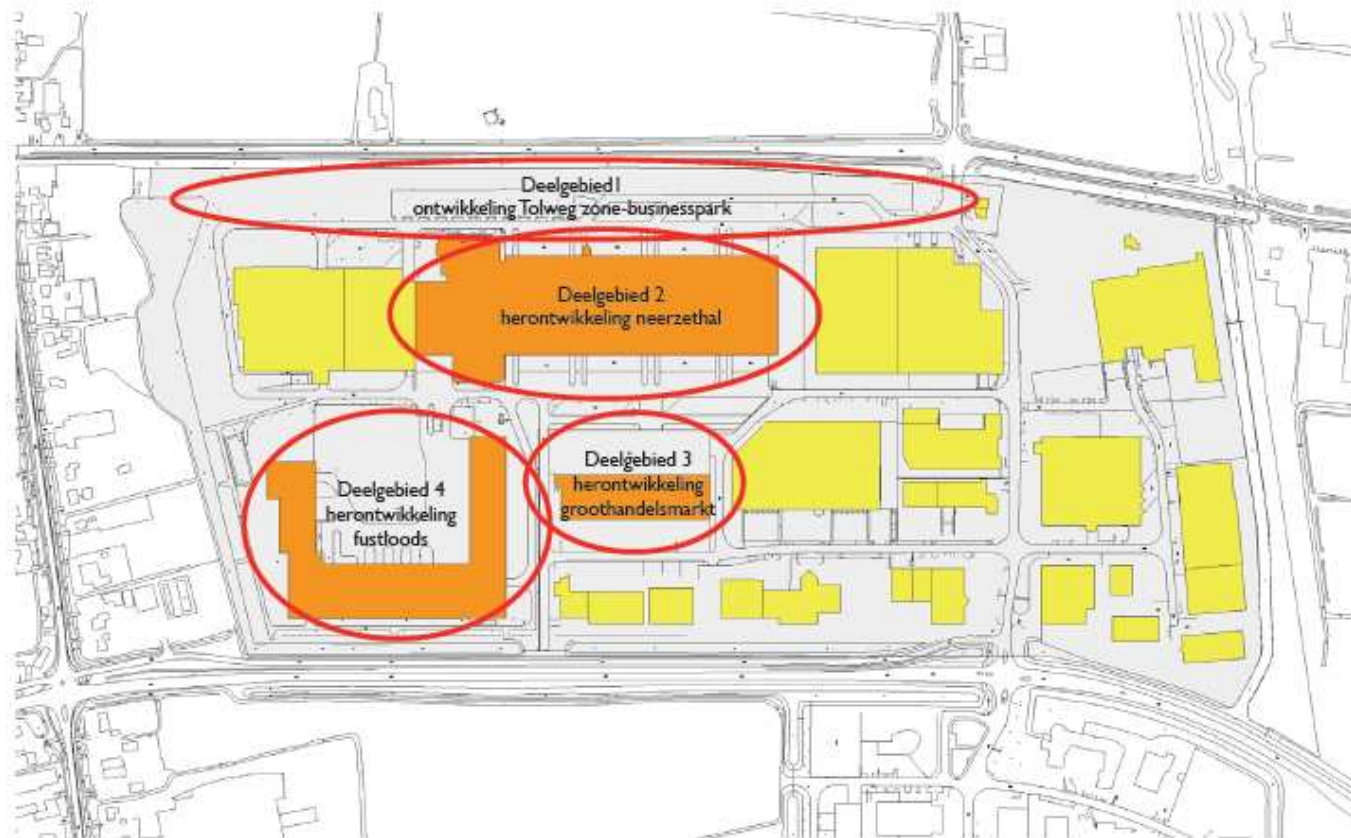 Deelgebied1
ontwikkeling Tolweg zone-businesspark
Deelgebied 2
herontwikkeling neerzethal
Deelgebied 3
herontwikkeling
groothandelsmarkt
Deelgebied 4
herontwikkeling
fustloods